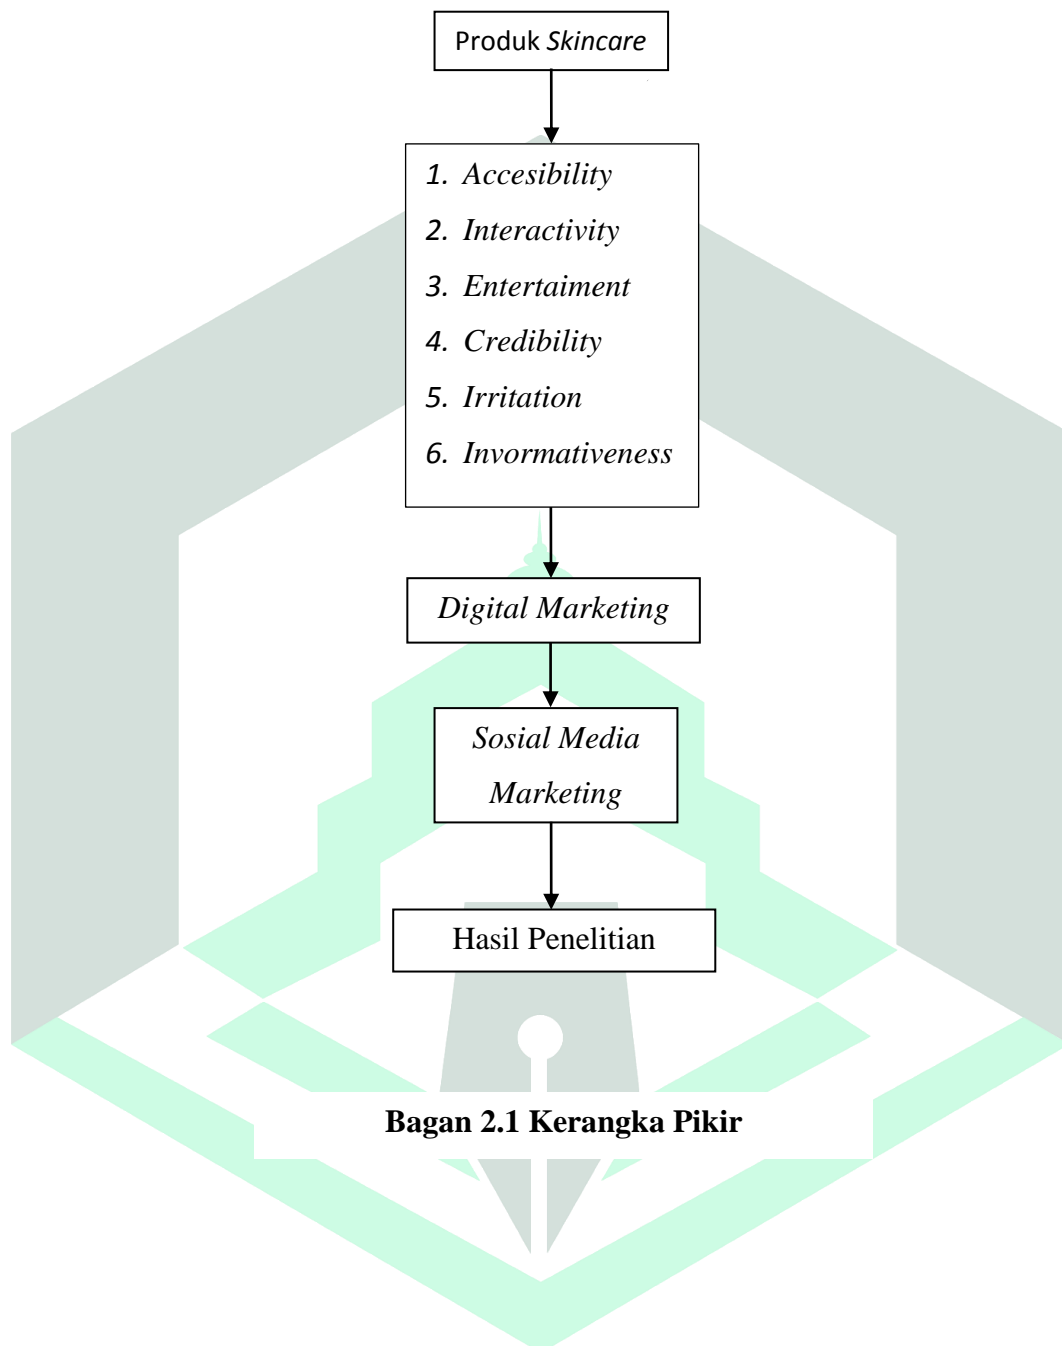 Produk Skincare
1. Accesibility
2. Interactivity
3. Entertaiment
4. Credibility
5. Irritation
6. Invormativeness
Digital Marketing
Sosial Media
Marketing
Hasil Penelitian
Bagan 2.1 Kerangka Pikir